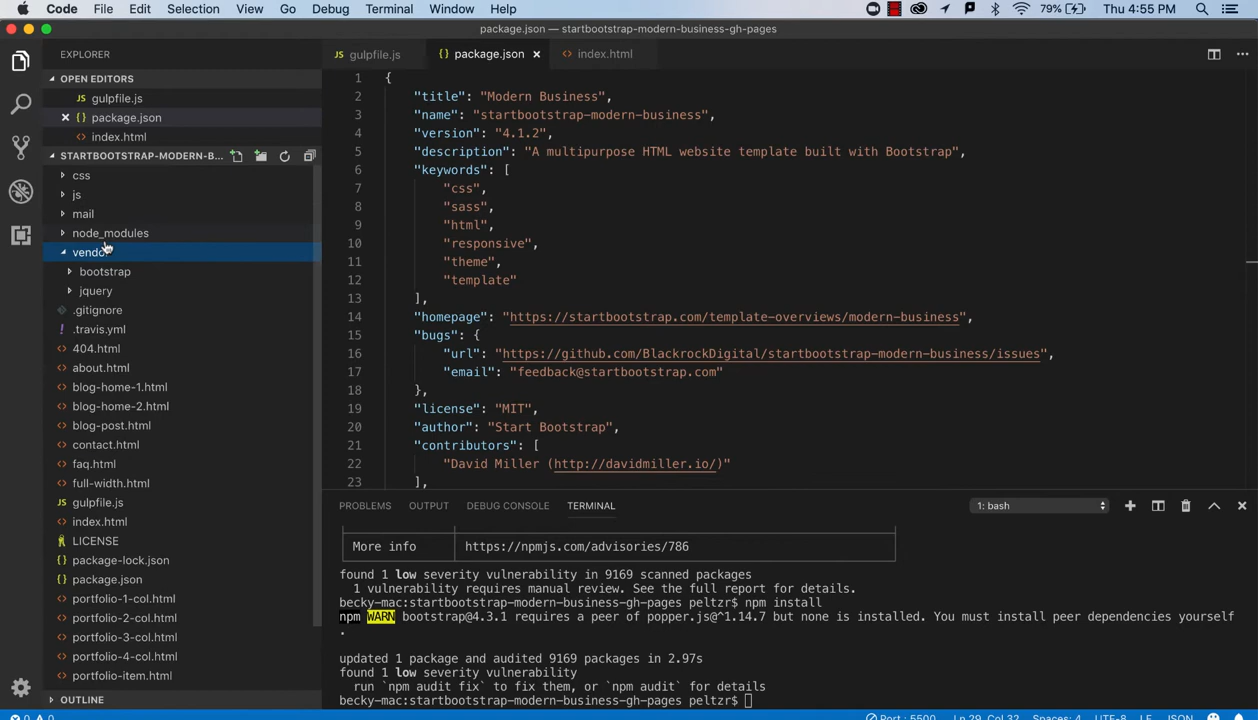 Code File Edit Selection View Go Debug Terminal Window Help 79% Thu 4:55 PM
package.json — startbootstrap-modern-business-gh-pages
EXPLORER
OPEN EDITORS
gulpfile.js
package.json
index.html
STARTBOOTSTRAP-MODERN-B...
css
js
mail
node_modules
vendo
bootstrap
jquery
.gitignore
.travis.yml
404.html
about.html
blog-home-1.html
blog-home-2.html
blog-post.html
contact.html
faq.html
full-width.html
gulpfile.js
index.html
LICENSE
package-lock.json
package.json
portfolio-1-col.html
portfolio-2-col.html
portfolio-3-col.html
portfolio-4-col.html
portfolio-item.html
OUTLINE
gulpfile.js package.json index.html
1 {
2 "title": "Modern Business",
3 "name": "startbootstrap-modern-business",
4 "version": "4.1.2",
5 "description": "A multipurpose HTML website template built with Bootstrap",
6 "keywords": [
7 "css",
8 "sass",
9 "html",
10 "responsive",
11 "theme",
12 "template"
13 ],
14 "homepage": "https://startbootstrap.com/template-overviews/modern-business",
15 "bugs": {
16 "url": "https://github.com/BlackrockDigital/startbootstrap-modern-business/issues",
17 "email": "feedback@startbootstrap.com"
18 },
19 "license": "MIT",
20 "author": "Start Bootstrap",
21 "contributors": [
22 "David Miller (http://davidmiller.io/)"
23 ],
PROBLEMS OUTPUT DEBUG CONSOLE TERMINAL 1: bash
More info https://npmjs.com/advisories/786
found 1 low severity vulnerability in 9169 scanned packages
1 vulnerability requires manual review. See the full report for details.
becky-mac:startbootstrap-modern-business-gh-pages peltzr$ npm install
npm WARN bootstrap@4.3.1 requires a peer of popper.js@^1.14.7 but none is installed. You must install peer dependencies yourself
.
updated 1 package and audited 9169 packages in 2.97s
found 1 low severity vulnerability
run `npm audit fix` to fix them, or `npm audit` for details
becky-mac:startbootstrap-modern-business-gh-pages peltzr$
0 0 Port : 5500 Ln 29, Col 32 Spaces: 4 UTF-8 LF JSON